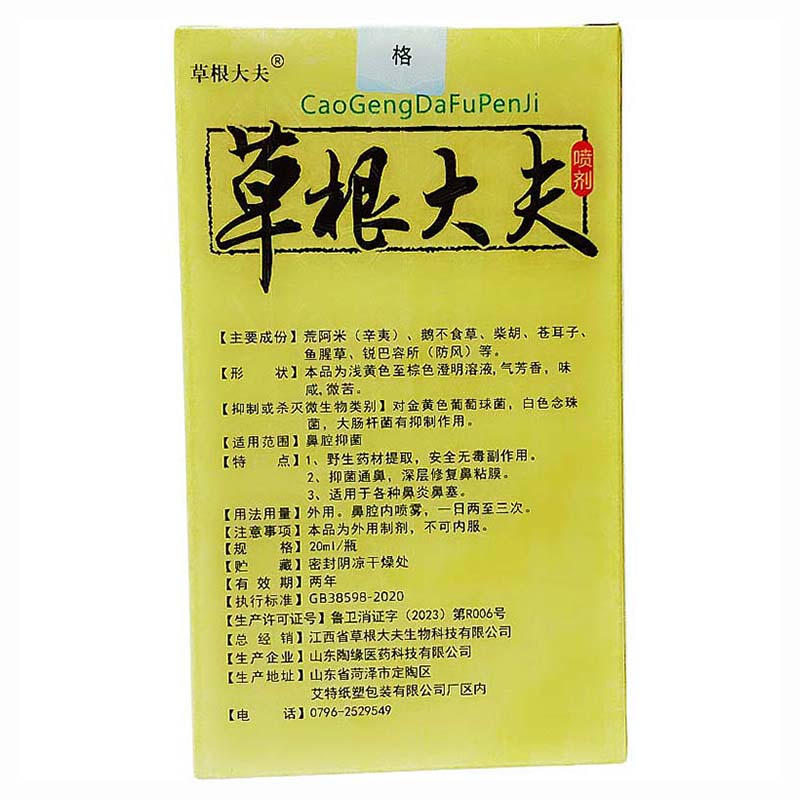 格
草根大夫®
CaoGengDaFuPenJi
草根大夫
喷剂
【主要成份】荒阿米（辛夷）、鹅不食草、柴胡、苍耳子、
鱼腥草、锐巴容所（防风）等。
【形 状】本品为浅黄色至棕色澄明溶液,气芳香，味
咸,微苦。
【抑制或杀灭微生物类别】对金黄色葡萄球菌，白色念珠
菌，大肠杆菌有抑制作用。
【适用范围】鼻腔抑菌
【特 点】1、野生药材提取，安全无毒副作用。
2、抑菌通鼻，深层修复鼻粘膜。
3、适用于各种鼻炎鼻塞。
【用法用量】外用。鼻腔内喷雾，一日两至三次。
【注意事项】本品为外用制剂，不可内服。
【规 格】20ml/瓶
【贮 藏】密封阴凉干燥处
【有 效 期】两年
【执行标准】GB38598-2020
【生产许可证号】鲁卫消证字（2023）第R006号
【总 经 销】江西省草根大夫生物科技有限公司
【生产企业】山东陶缘医药科技有限公司
【生产地址】山东省菏泽市定陶区
艾特纸塑包装有限公司厂区内
【电 话】0796-2529549